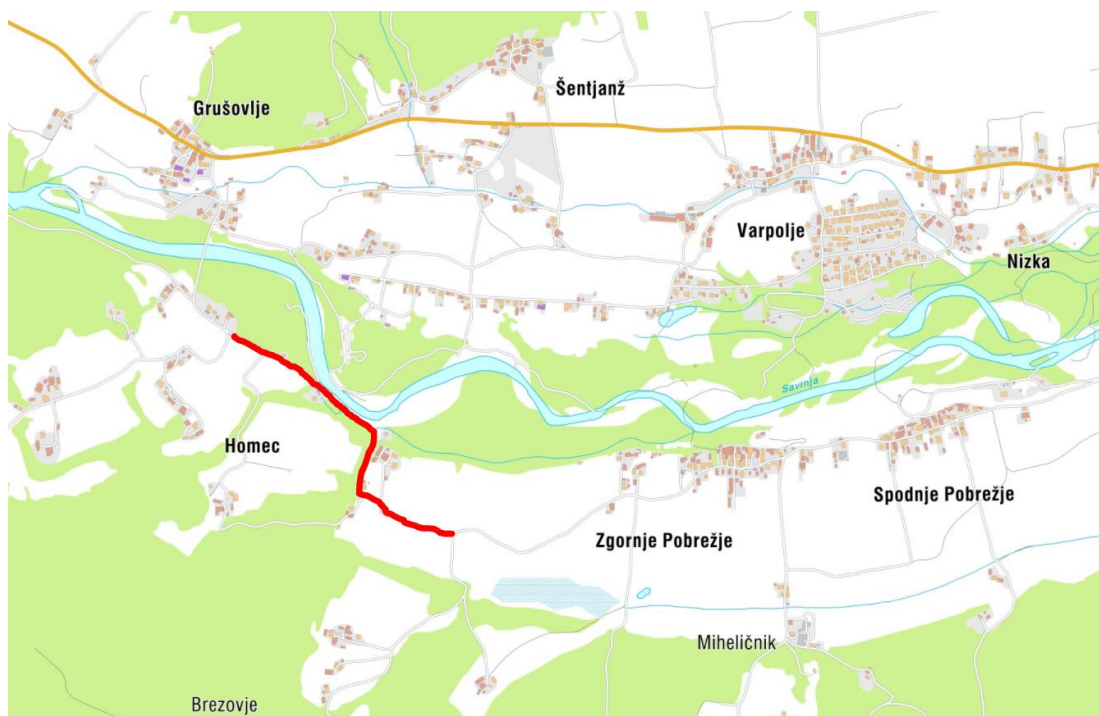 Šentjanž
Grušovlje
Varpolje
Nizka
Savinja
Homec
Spodnje Pobrežje
Zgornje Pobrežje
Miheličnik
Brezovje